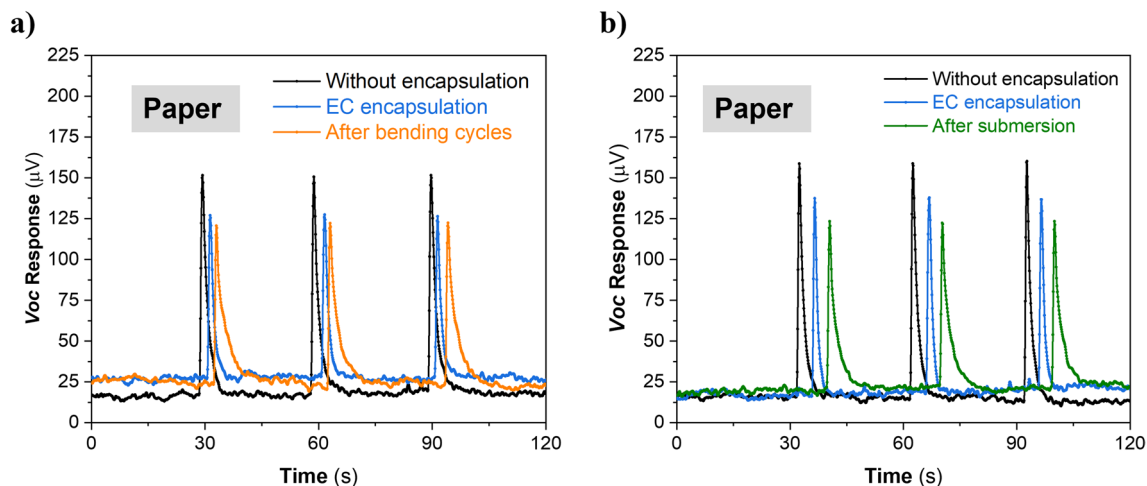 a)
225
200
175
150
125
100
75
50
25
0
Voc Response (μV)
Paper
Without encapsulation
EC encapsulation
After bending cycles
0 30 60 90 120
Time (s)
b)
225
200
175
150
125
100
75
50
25
0
Voc Response (μV)
Paper
Without encapsulation
EC encapsulation
After submersion
0 30 60 90 120
Time (s)